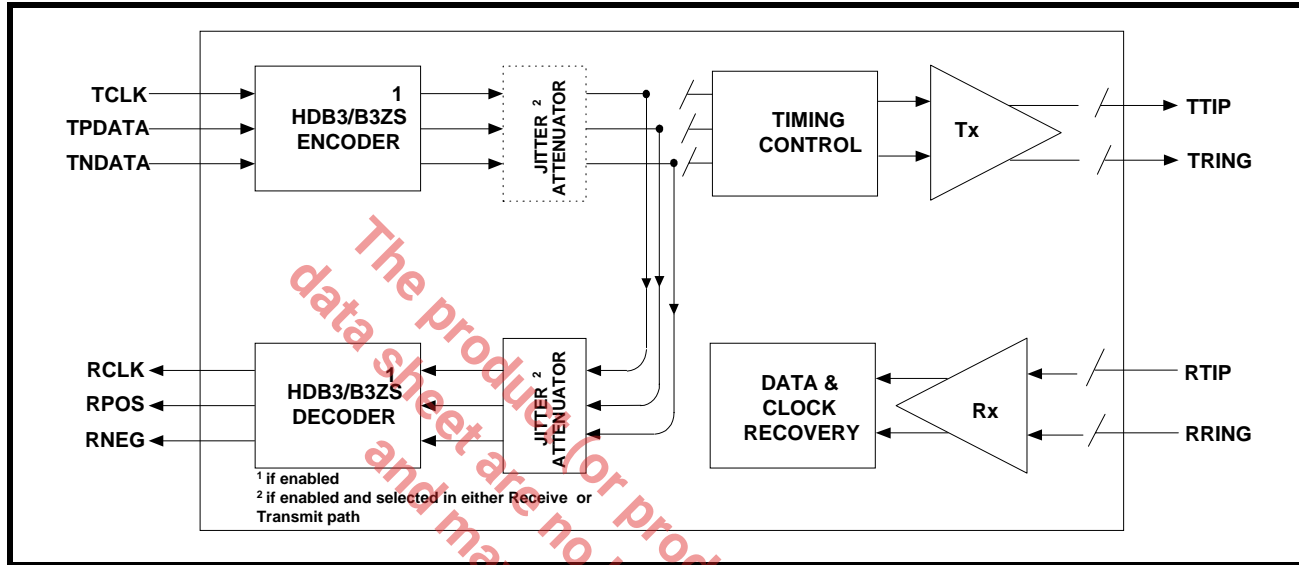 TCLK
TPDATA
TNDATA
1
HDB3/B3ZS
ENCODER
JITTER 2
ATTENUATOR
TIMING
CONTROL
Tx
TTIP
TRING
RCLK
RPOS
RNEG
1
HDB3/B3ZS
DECODER
JITTER 2
ATTENUATOR
DATA &
CLOCK
RECOVERY
Rx
RTIP
RRING
1 if enabled
2 if enabled and selected in either Receive or
Transmit path
The product (or prod
data sheet are no
and ma